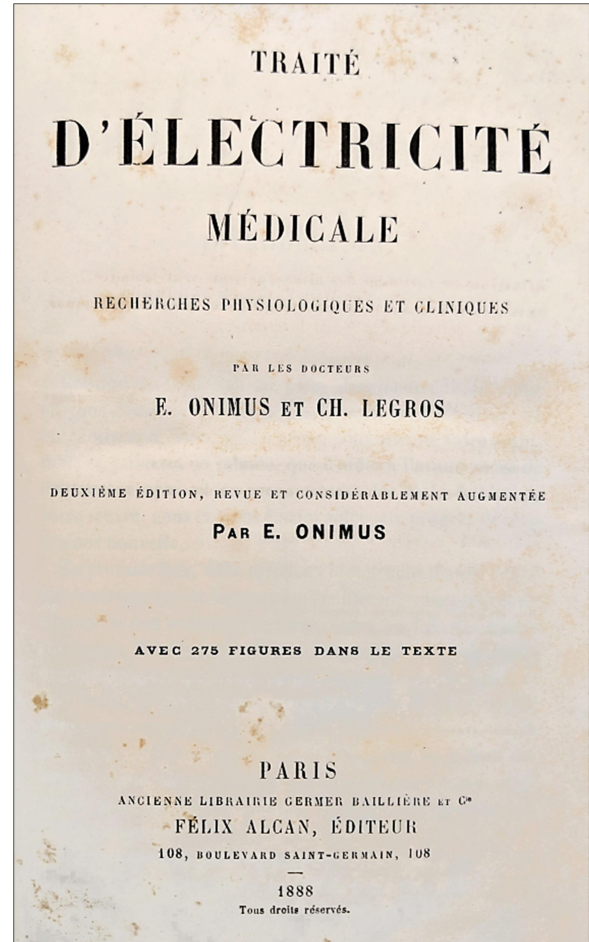 TRAITÉ
D'ÉLECTRICITÉ
MÉDICALE
RECHERCHES PHYSIOLOGIQUES ET CLINIQUES
PAR LES DOCTEURS
E. ONIMUS ET CH. LEGROS
DEUXIÈME ÉDITION, REVUE ET CONSIDÉRABLEMENT AUGMENTÉE
PAR E. ONIMUS
AVEC 275 FIGURES DANS LE TEXTE
PARIS
ANCIENNE LIBRAIRIE GERMER BAILLIÈRE ET Cie
FÉLIX ALCAN, ÉDITEUR
108, BOULEVARD SAINT-GERMAIN, 108
1888
Tous droits réservés.